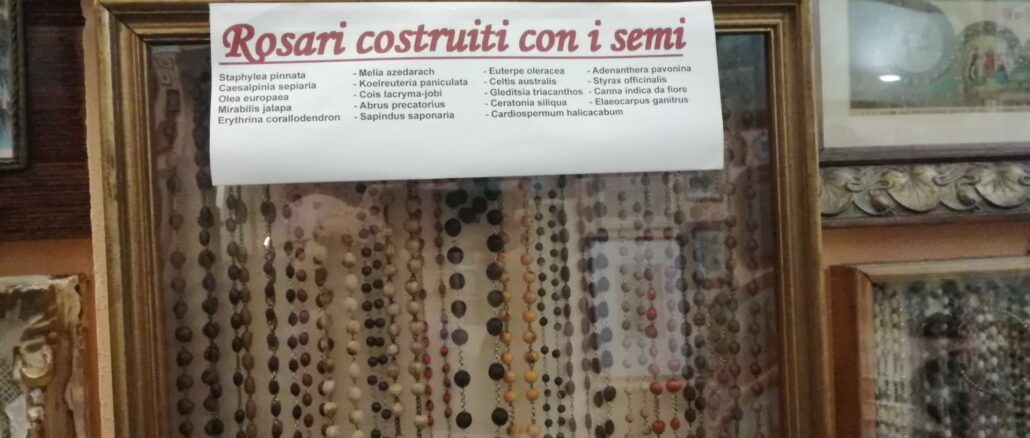 Rosari costruiti con i semi
Staphylea pinnata
Caesalpinia sepiaria
Olea europaea
Mirabilis jalapa
Erythrina corallodendron
- Melia azedarach
- Koelreuteria paniculata
- Cois lacryma-jobi
- Abrus precatorius
- Sapindus saponaria
- Euterpe oleracea
- Celtis australis
- Gleditsia triacanthos
- Ceratonia siliqua
- Cardiospermum halicacabum
- Adenanthera pavonina
- Styrax officinalis
- Canna indica da fiore
- Elaeocarpus ganitrus